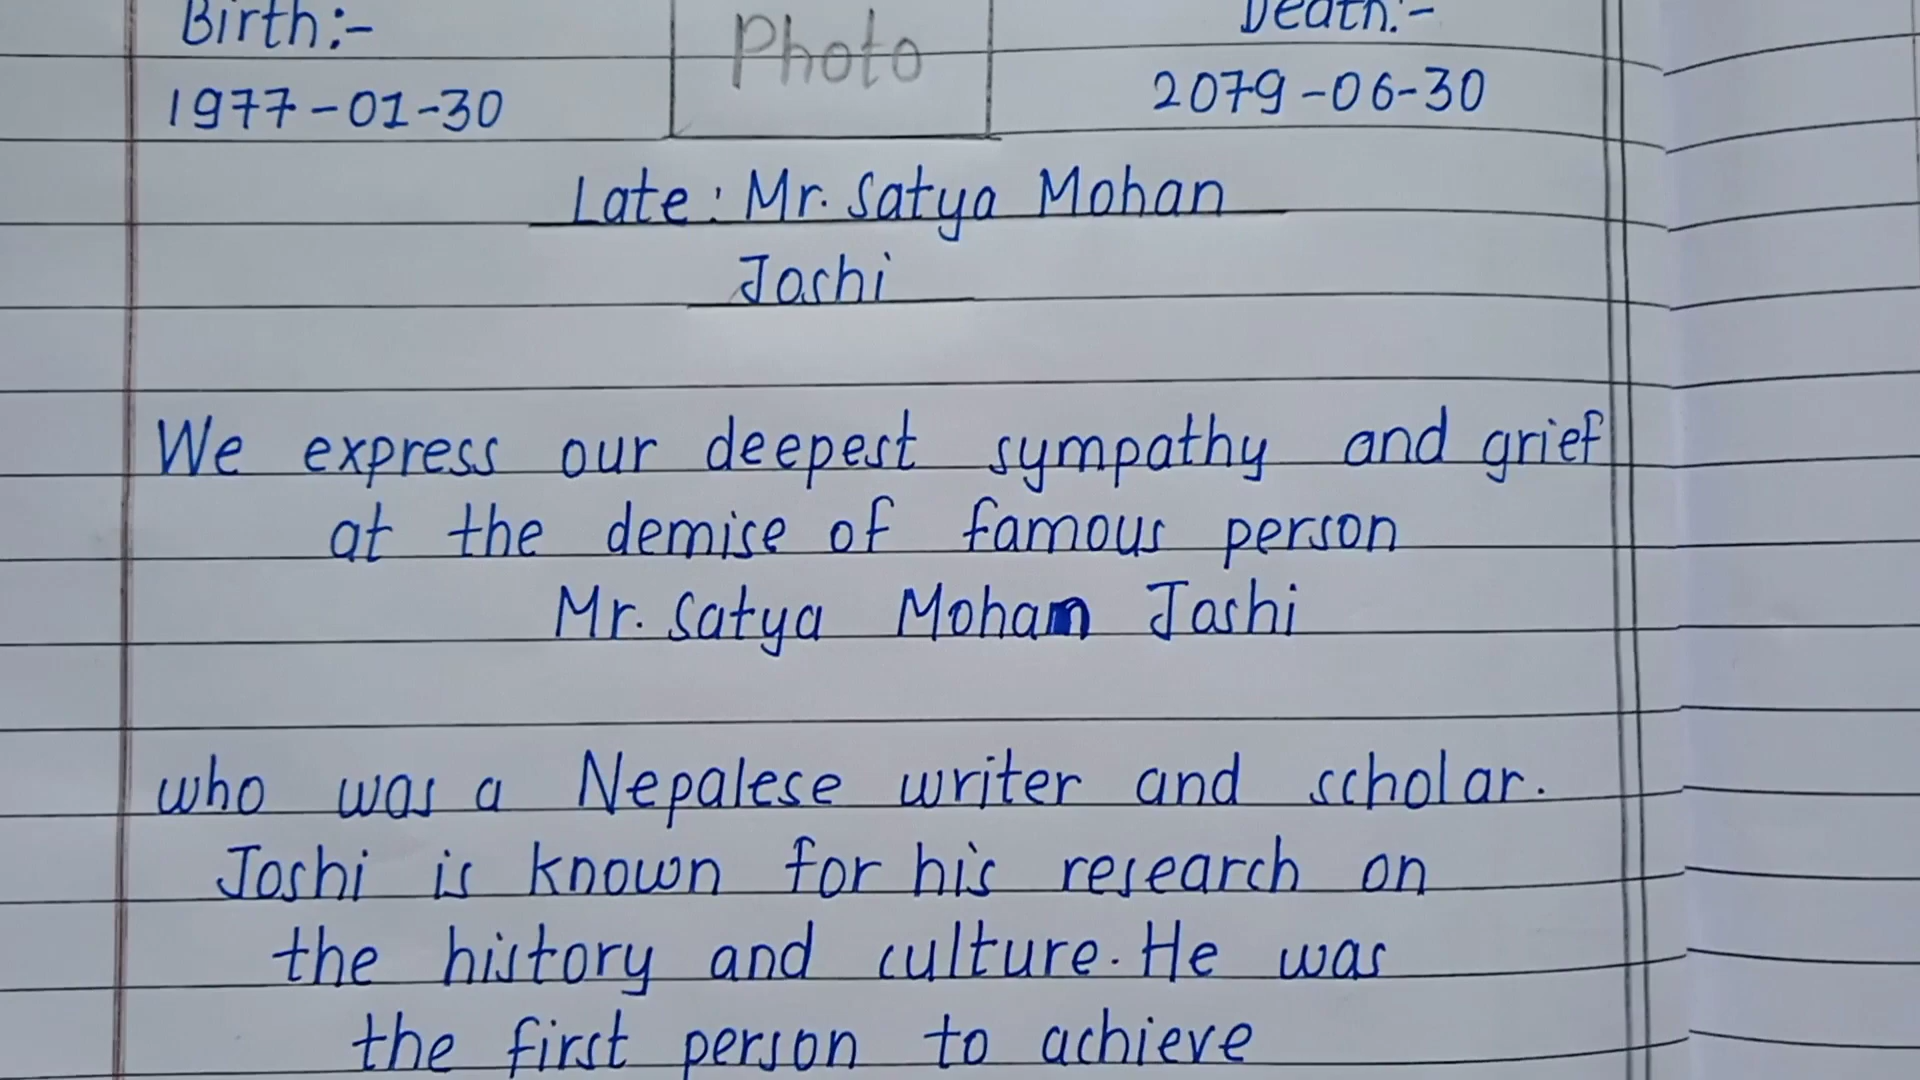 Birth:- Photo Death:-
1977-01-30 2079-06-30
Late: Mr. Satya Mohan
Joshi
We express our deepest sympathy and grief
at the demise of famous person
Mr. Satya Mohan Joshi
who was a Nepalese writer and scholar.
Joshi is known for his research on
the history and culture. He was
the first person to achieve